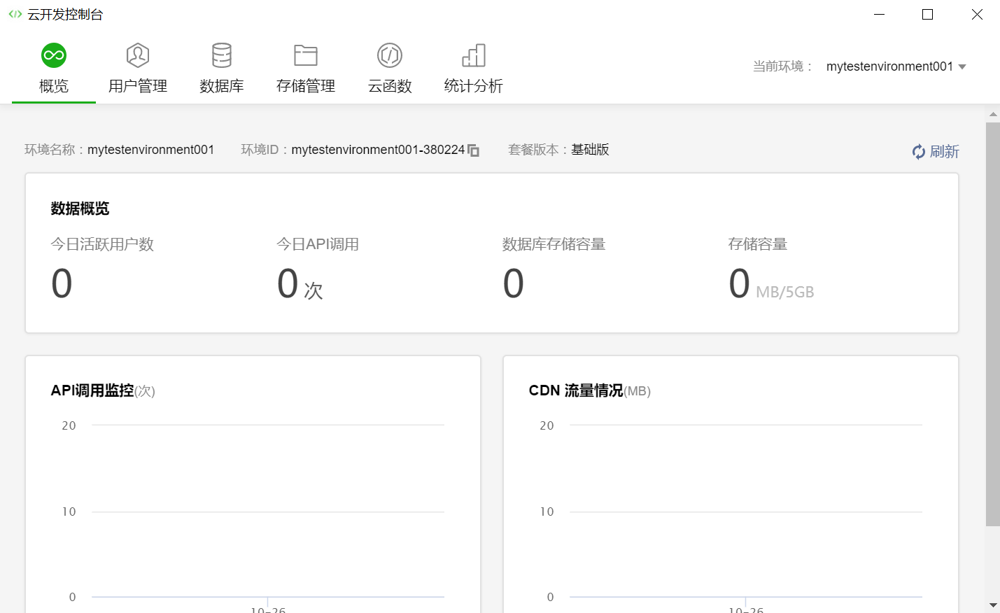 云开发控制台
概览 用户管理 数据库 存储管理 云函数 统计分析
当前环境： mytestenvironment001
环境名称：mytestenvironment001 环境ID：mytestenvironment001-380224 套餐版本：基础版 刷新
数据概览
今日活跃用户数 今日API调用 数据库存储容量 存储容量
0 0 次 0 0 MB/5GB
API调用监控(次) CDN 流量情况(MB)
20 20
10 10
0 0
10-26 10-26